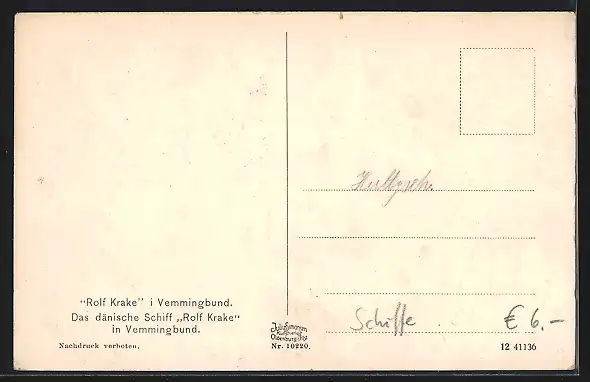 "Rolf Krake" i Vemmingbund.
Das dänische Schiff „Rolf Krake"
in Vemmingbund.
Nachdruck verboten.
Nr. 10220.
Schiffe
€ 6.-
12 41136